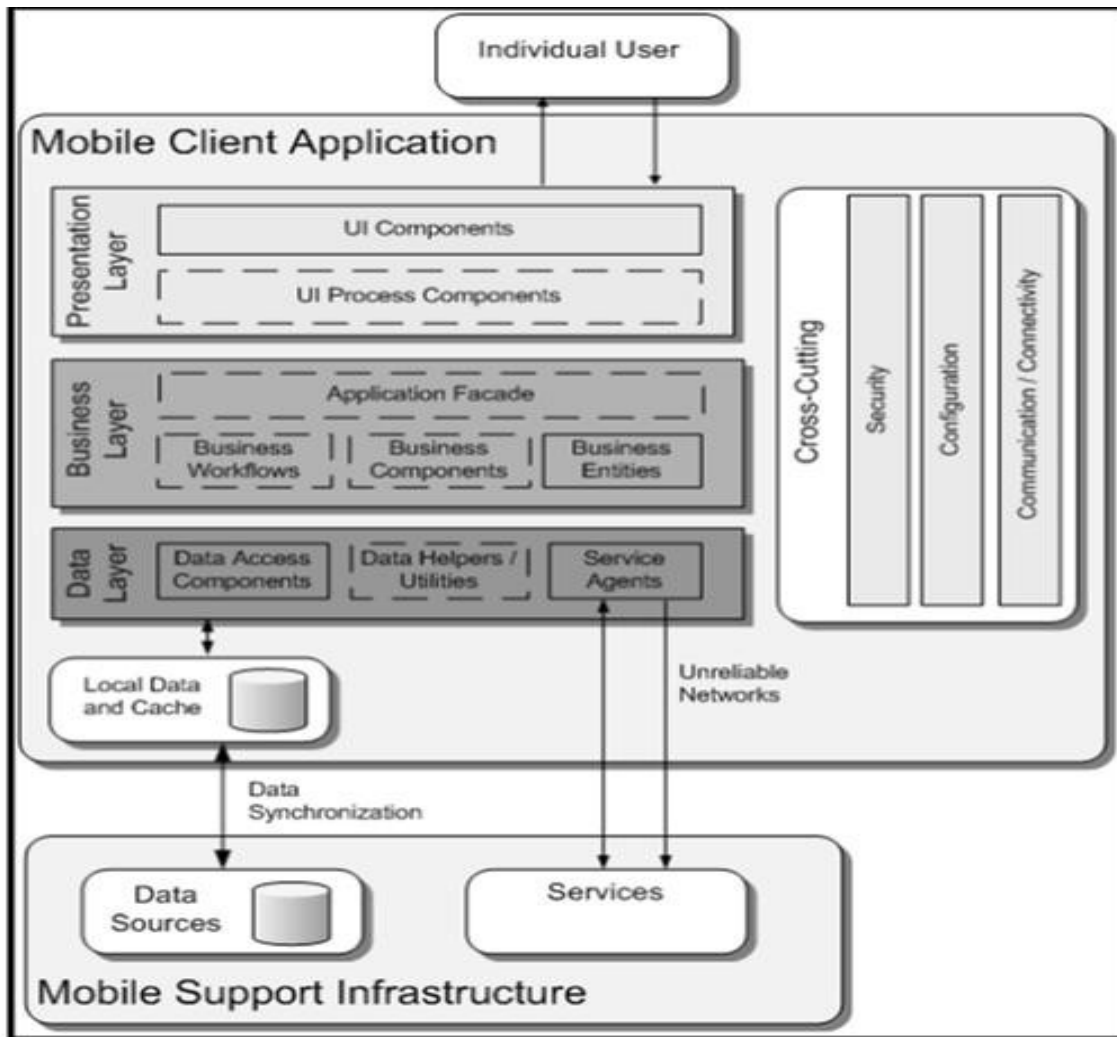 Individual User
Mobile Client Application
Presentation
Layer
UI Components
UI Process Components
Business
Layer
Application Facade
Business
Workflows
Business
Components
Business
Entities
Data
Layer
Data Access
Components
Data Helpers /
Utilities
Service
Agents
Cross-Cutting
Security
Configuration
Communication / Connectivity
Local Data
and Cache
Unreliable
Networks
Data
Synchronization
Data
Sources
Services
Mobile Support Infrastructure